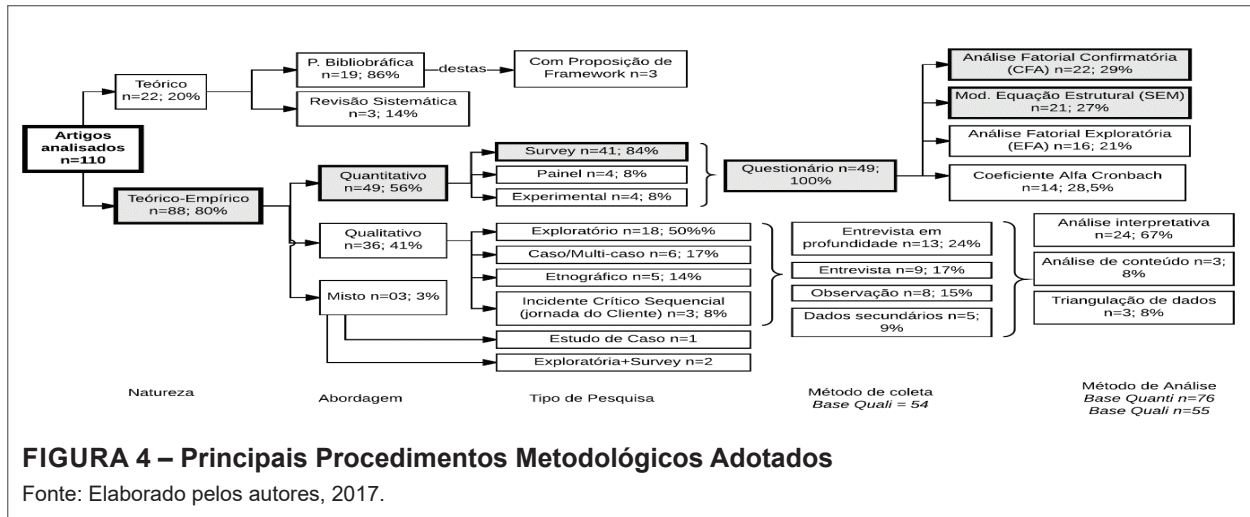 Artigos
analisados
n=110
Teórico
n=22; 20%
Teórico-Empírico
n=88; 80%
P. Bibliobráfica
n=19; 86%
destas
Com Proposição de
Framework n=3
Revisão Sistemática
n=3; 14%
Quantitativo
n=49; 56%
Qualitativo
n=36; 41%
Misto n=03; 3%
Survey n=41; 84%
Painel n=4; 8%
Experimental n=4; 8%
Exploratório n=18; 50%%
Caso/Multi-caso n=6; 17%
Etnográfico n=5; 14%
Incidente Crítico Sequencial
(jornada do Cliente) n=3; 8%
Estudo de Caso n=1
Exploratória+Survey n=2
Questionário n=49;
100%
Entrevista em
profundidade n=13; 24%
Entrevista n=9; 17%
Observação n=8; 15%
Dados secundários n=5;
9%
Análise Fatorial Confirmatória
(CFA) n=22; 29%
Mod. Equação Estrutural (SEM)
n=21; 27%
Análise Fatorial Exploratória
(EFA) n=16; 21%
Coeficiente Alfa Cronbach
n=14; 28,5%
Análise interpretativa
n=24; 67%
Análise de conteúdo n=3;
8%
Triangulação de dados
n=3; 8%
Natureza
Abordagem
Tipo de Pesquisa
Método de coleta
Base Quali = 54
Método de Análise
Base Quanti n=76
Base Quali n=55
FIGURA 4 – Principais Procedimentos Metodológicos Adotados
Fonte: Elaborado pelos autores, 2017.